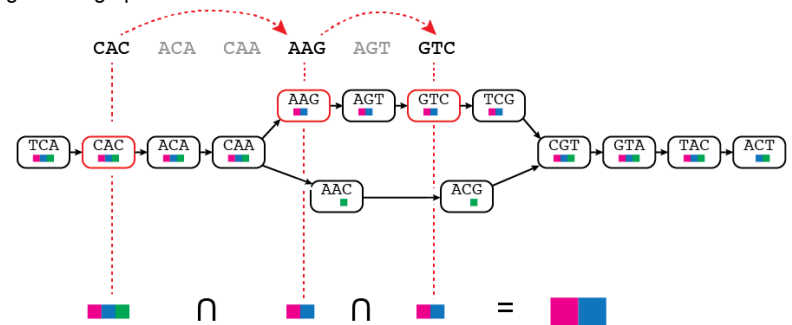 CAC ACA CAA AAG AGT GTC
AAG AGT GTC TCG
TCA CAC ACA CAA CGT GTA TAC ACT
AAC ACG
∩ ∩ =